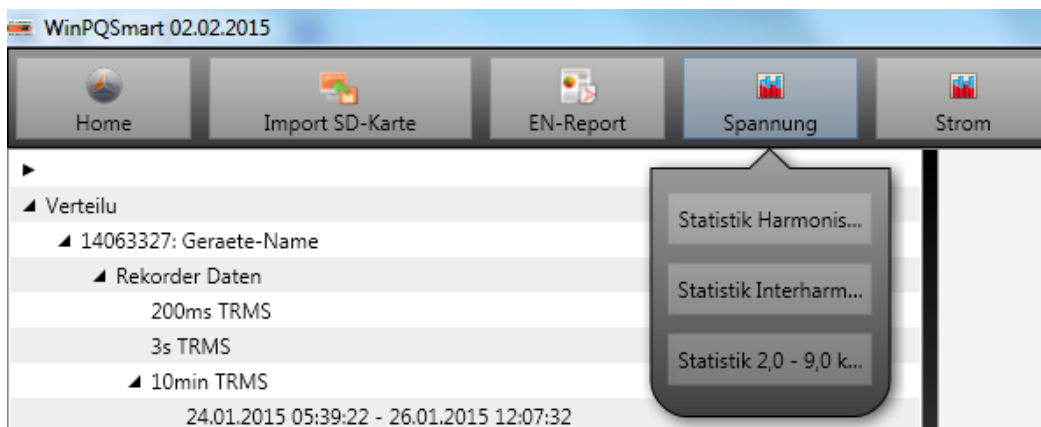 WinPQSmart 02.02.2015
Home
Import SD-Karte
EN-Report
Spannung
Strom
Statistik Harmonis...
Statistik Interharm...
Statistik 2,0 - 9,0 k...
Verteilu
14063327: Geraete-Name
Rekorder Daten
200ms TRMS
3s TRMS
10min TRMS
24.01.2015 05:39:22 - 26.01.2015 12:07:32